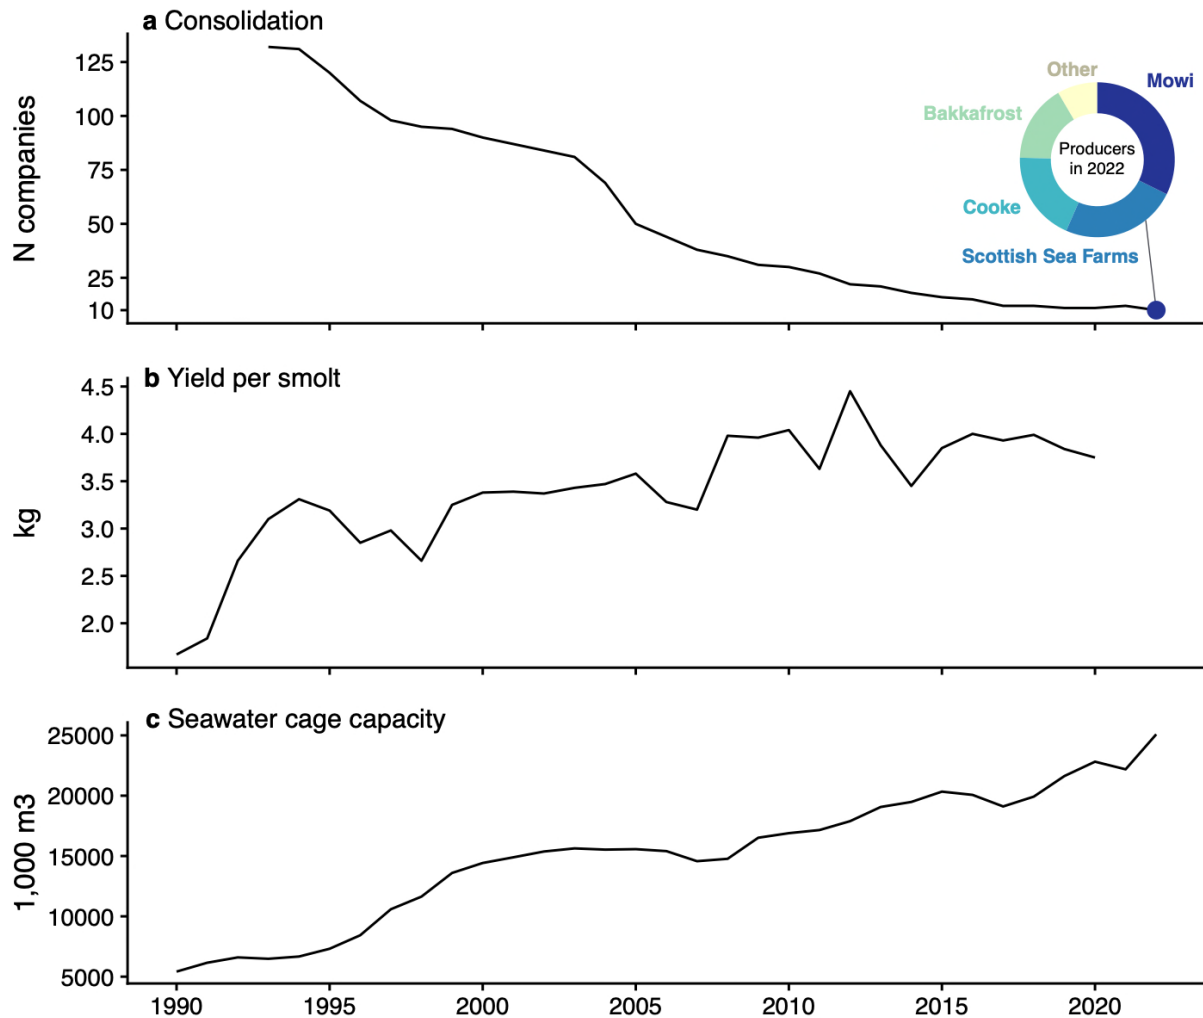 a Consolidation
N companies
125
100
75
50
25
10
Other
Mowi
Bakkafrost
Producers
in 2022
Cooke
Scottish Sea Farms
b Yield per smolt
kg
4.5
4.0
3.5
3.0
2.5
2.0
c Seawater cage capacity
1,000 m3
25000
20000
15000
10000
5000
1990 1995 2000 2005 2010 2015 2020